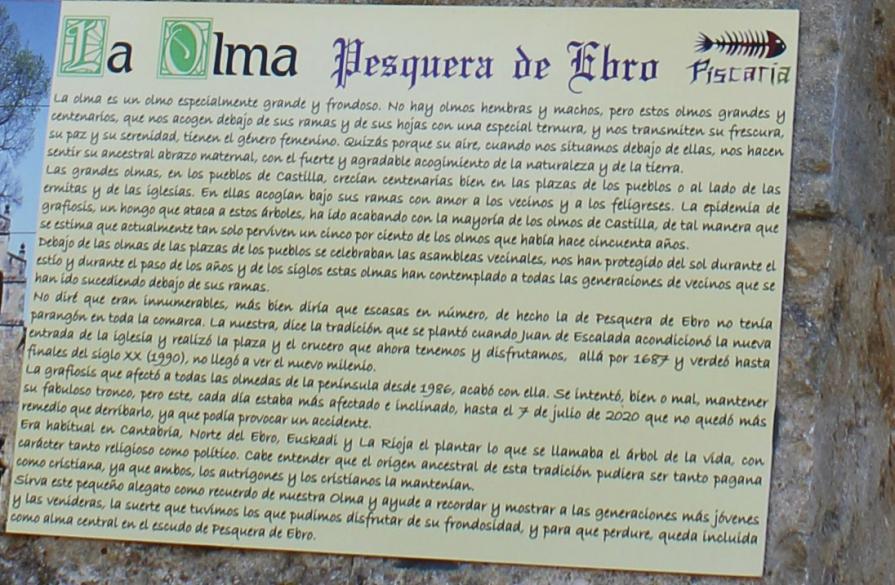 La Olma Pesquera de Ebro Piscaria
La olma es un olmo especialmente grande y frondoso. No hay olmos hembras y machos, pero estos olmos grandes y
centenarios, que nos acogen debajo de sus ramas y de sus hojas con una especial ternura, y nos transmiten su frescura,
su paz y su serenidad, tienen el género femenino. Quizás porque su aire, cuando nos situamos debajo de ellas, nos hacen
sentir su ancestral abrazo maternal, con el fuerte y agradable acogimiento de la naturaleza y de la tierra.
Las grandes olmas, en los pueblos de Castilla, crecían centenarias bien en las plazas de los pueblos o al lado de las
ermitas y de las iglesias. En ellas acogían bajo sus ramas con amor a los vecinos y a los feligreses. La epidemia de
grafiosis, un hongo que ataca a estos árboles, ha ido acabando con la mayoría de los olmos de Castilla, de tal manera que
se estima que actualmente tan solo perviven un cinco por ciento de los olmos que había hace cincuenta años.
Debajo de las olmas de las plazas de los pueblos se celebraban las asambleas vecinales, nos han protegido del sol durante el
estío y durante el paso de los años y de los siglos estas olmas han contemplado a todas las generaciones de vecinos que se
han ido sucediendo debajo de sus ramas.
No diré que eran innumerables, más bien diría que escasas en número, de hecho la de Pesquera de Ebro no tenía
parangón en toda la comarca. La nuestra, dice la tradición que se plantó cuando Juan de Escalada acondicionó la nueva
entrada de la iglesia y realizó la plaza y el crucero que ahora tenemos y disfrutamos, allá por 1687 y verdeó hasta
finales del siglo XX (1990), no llegó a ver el nuevo milenio.
La grafiosis que afectó a todas las olmedas de la península desde 1986, acabó con ella. Se intentó, bien o mal, mantener
su fabuloso tronco, pero este, cada día estaba más afectado e inclinado, hasta el 7 de julio de 2020 que no quedó más
remedio que derribarlo, ya que podía provocar un accidente.
Era habitual en Cantabria, Norte del Ebro, Euskadi y La Rioja el plantar lo que se llamaba el árbol de la vida, con
carácter tanto religioso como político. Cabe entender que el origen ancestral de esta tradición pudiera ser tanto pagana
como cristiana, ya que ambos, los autrigones y los cristianos la mantenían.
Sirva este pequeño alegato como recuerdo de nuestra Olma y ayude a recordar y mostrar a las generaciones más jóvenes
y las venideras, la suerte que tuvimos los que pudimos disfrutar de su frondosidad, y para que perdure, queda incluida
como alma central en el escudo de Pesquera de Ebro.